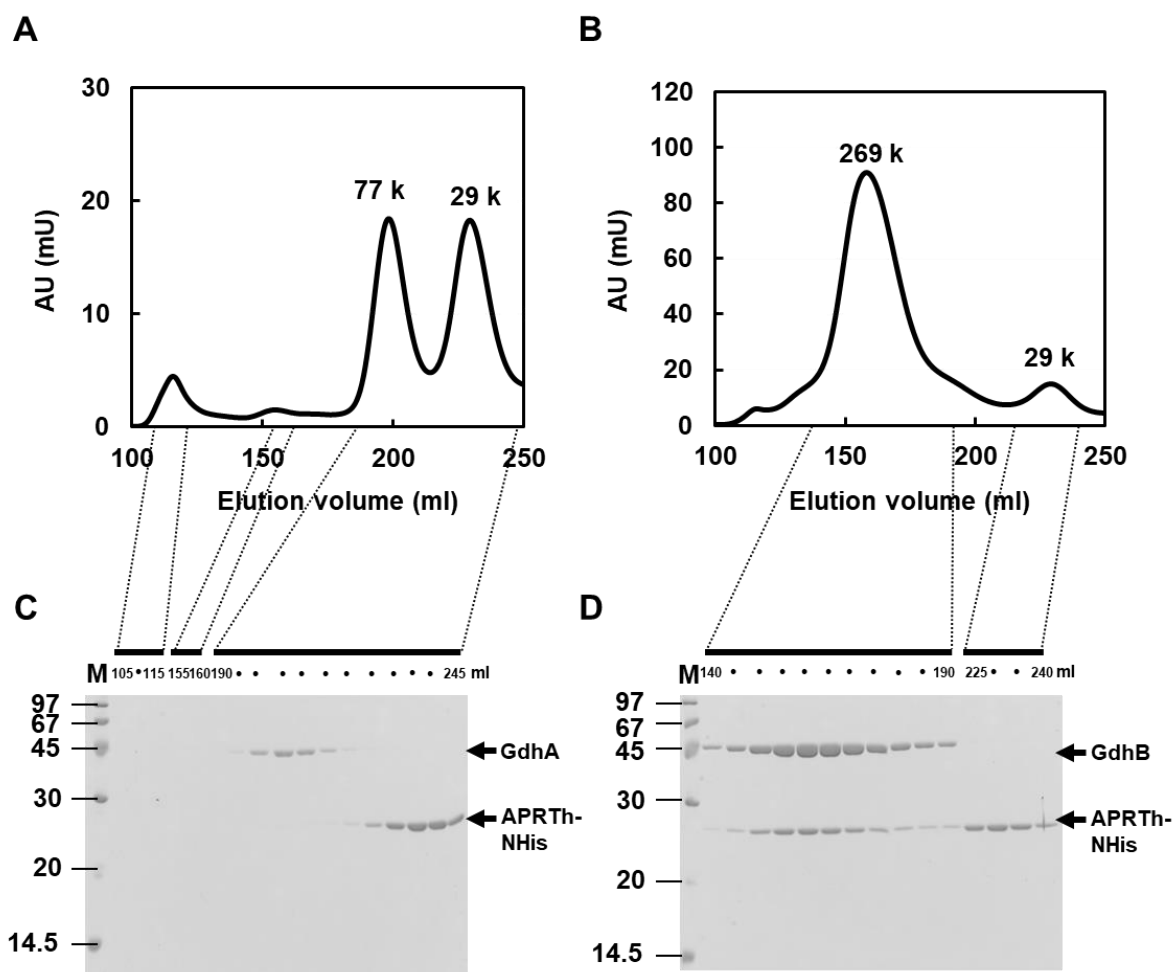 A
30
20
10
0
AU (mU)
77 k
29 k
100 150 200 250
Elution volume (ml)
B
120
100
80
60
40
20
0
AU (mU)
269 k
29 k
100 150 200 250
Elution volume (ml)
C
M 105 • 115 155 160 190 • • • • • • • • • • 245 ml
97
67
45
30
20
14.5
GdhA
APRTh-
NHis
D
M 140 • • • • • • • • • 190 225 • • 240 ml
97
67
45
30
20
14.5
GdhB
APRTh-
NHis